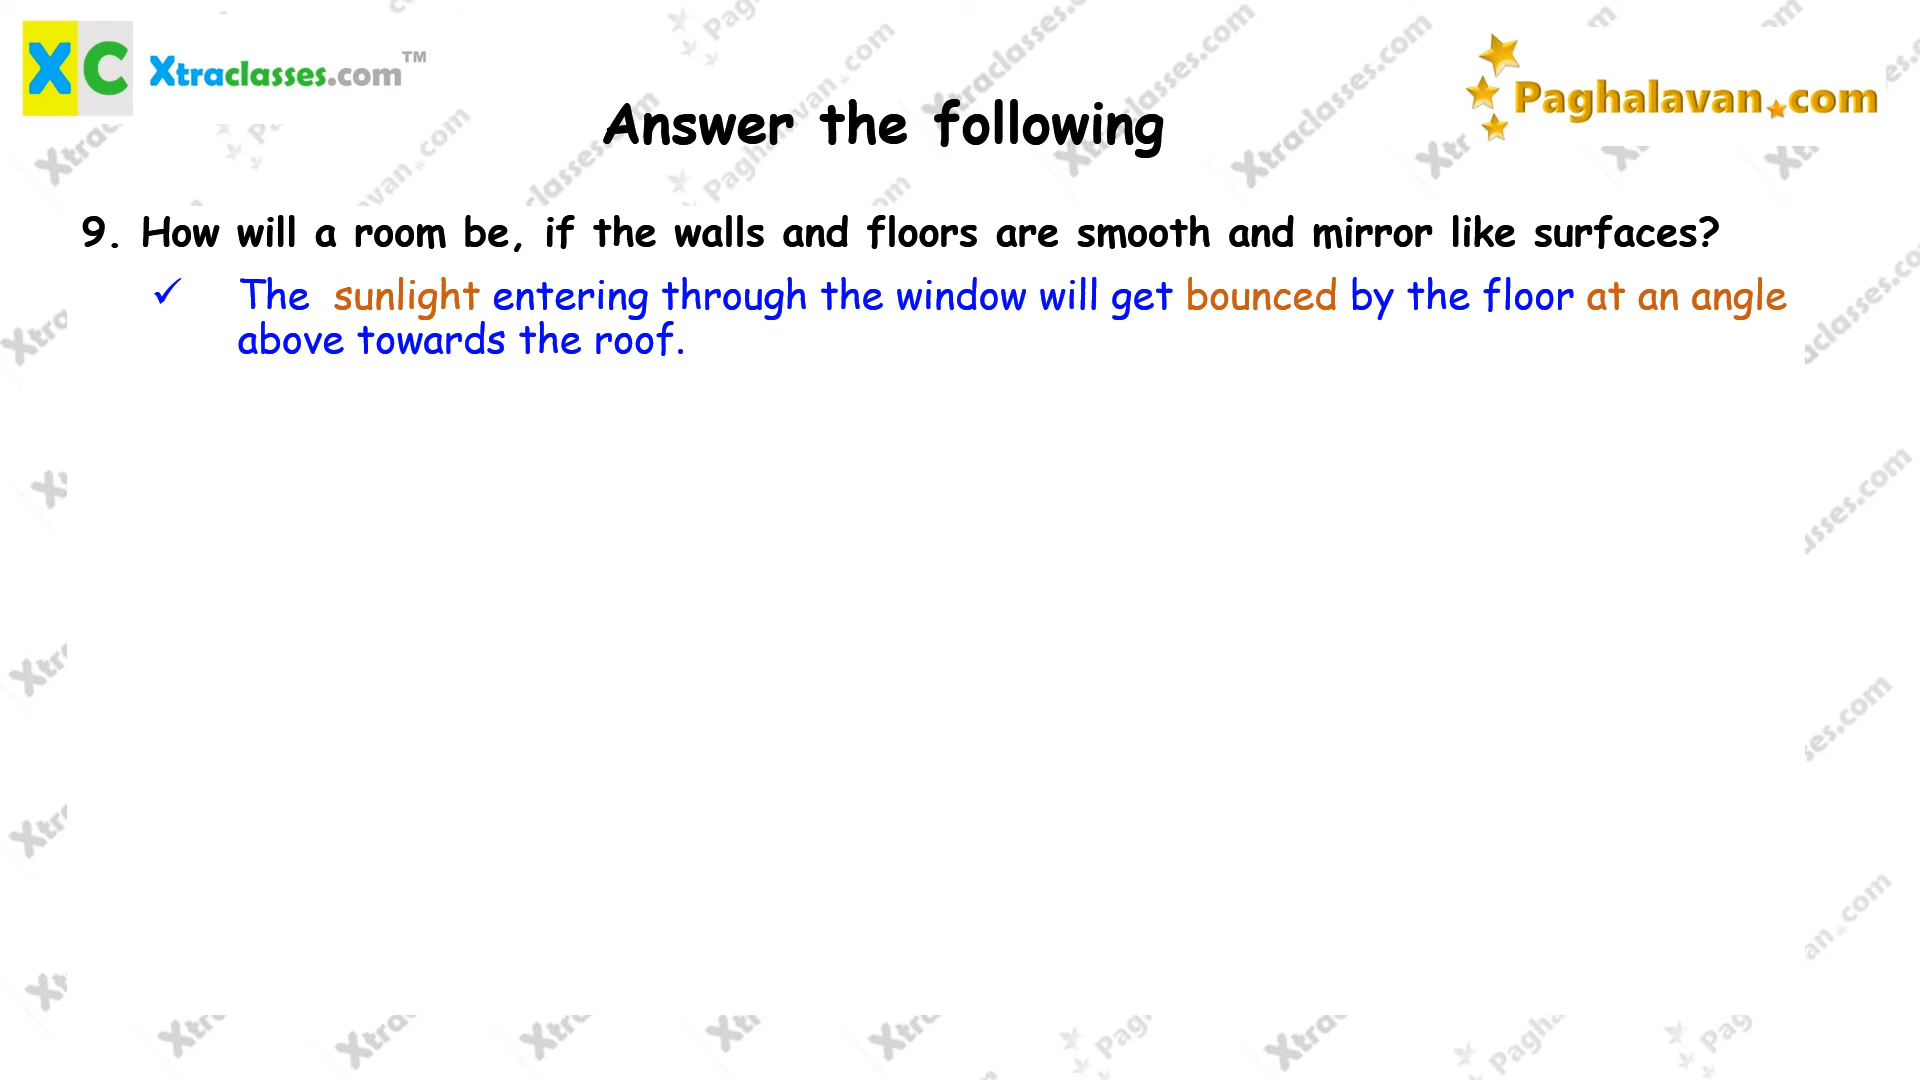 XC Xtraclasses.com™
Paghalavan.com
Answer the following
9. How will a room be, if the walls and floors are smooth and mirror like surfaces?
✓ The sunlight entering through the window will get bounced by the floor at an angle
above towards the roof.